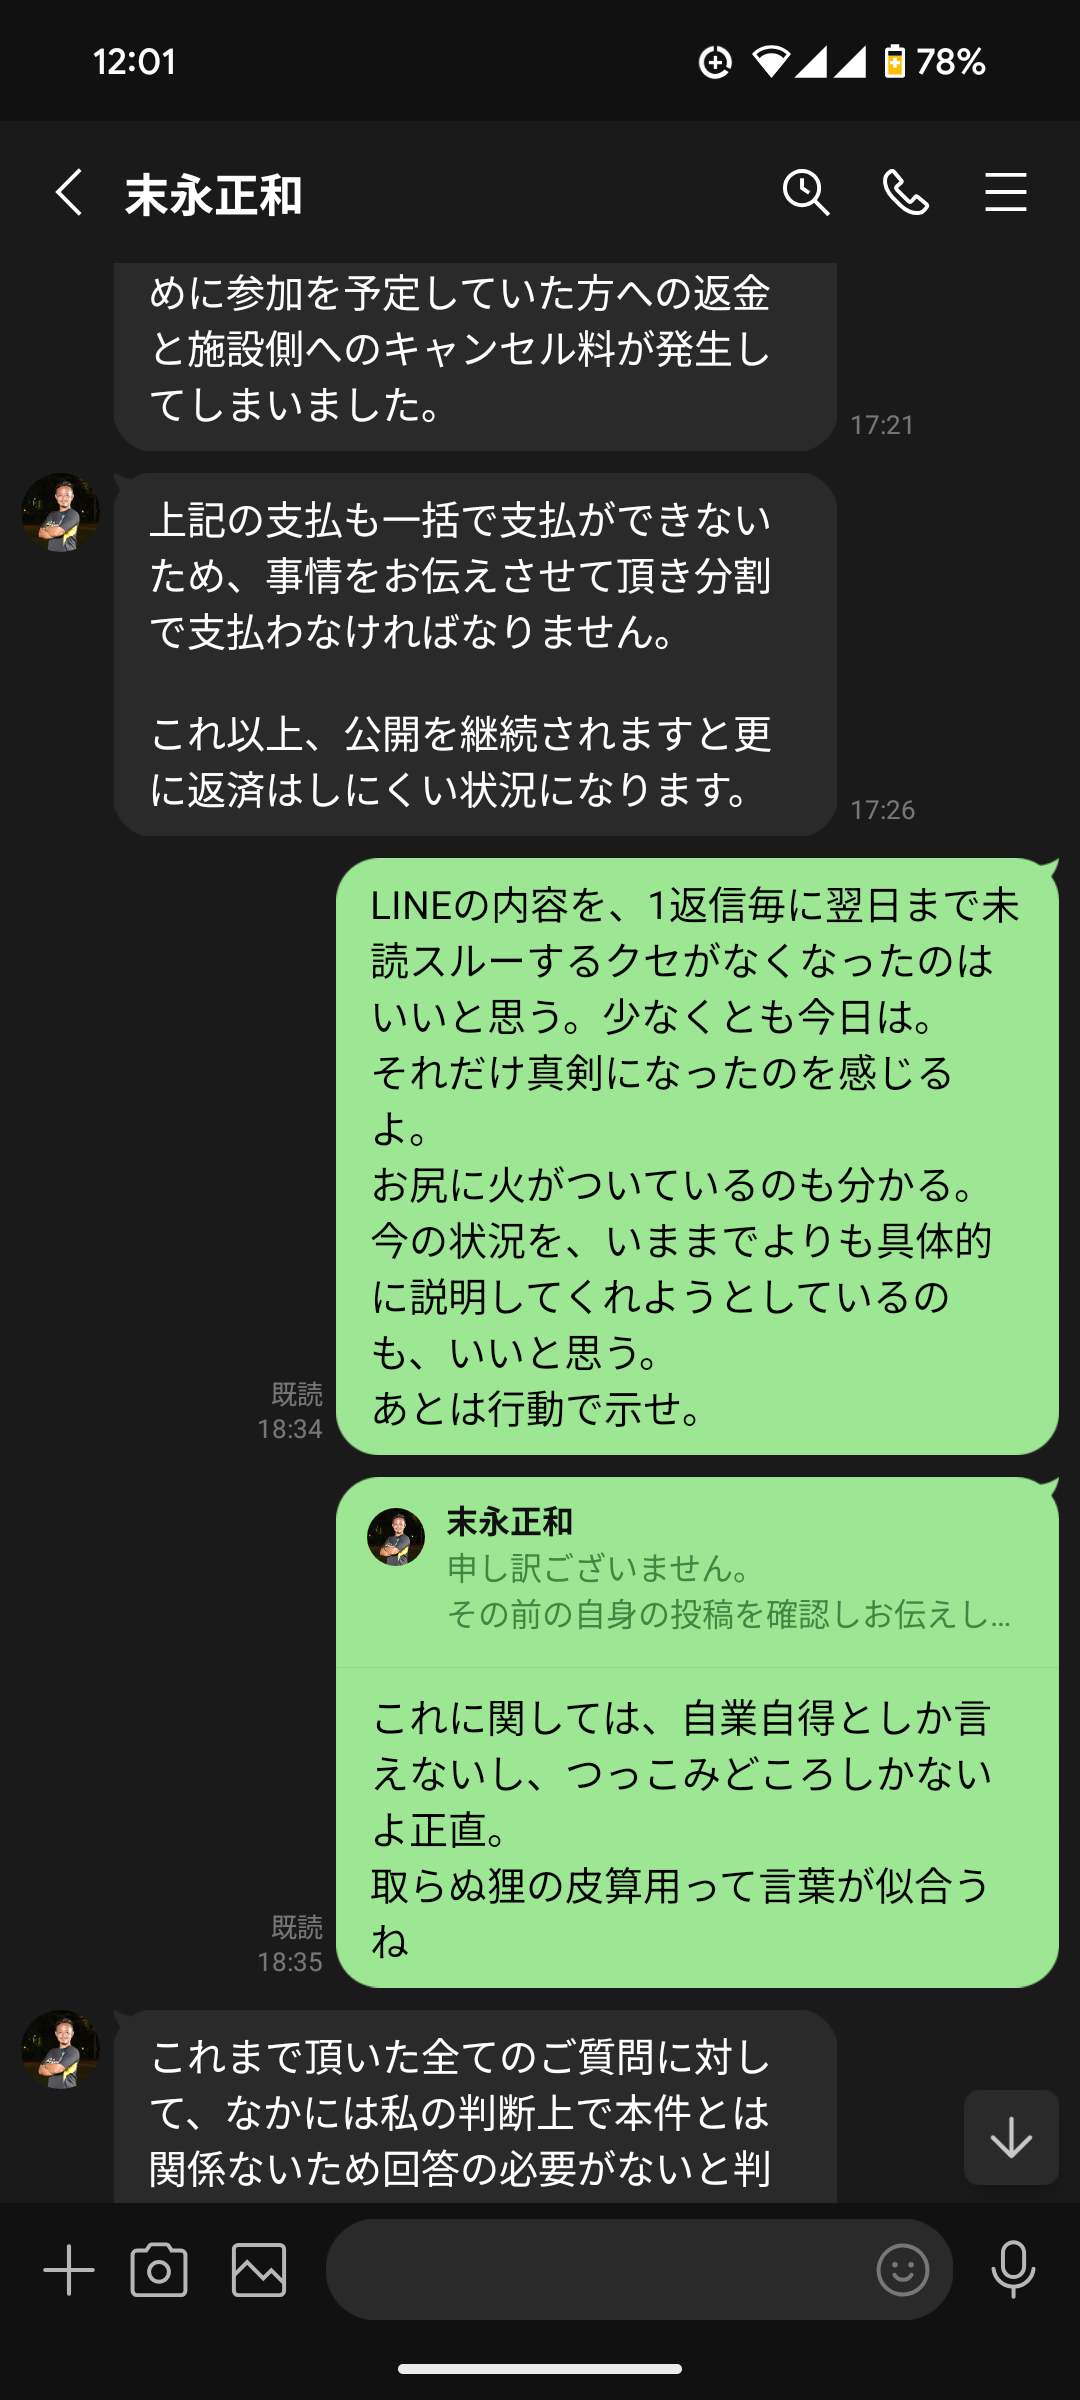 12:01
78%
末永正和
めに参加を予定していた方への返金
と施設側へのキャンセル料が発生し
てしまいました。
17:21
上記の支払も一括で支払ができない
ため、事情をお伝えさせて頂き分割
で支払わなければなりません。
これ以上、公開を継続されますと更
に返済はしにくい状況になります。
17:26
LINEの内容を、1返信毎に翌日まで未
読スルーするクセがなくなったのは
いいと思う。少なくとも今日は。
それだけ真剣になったのを感じる
よ。
お尻に火がついているのも分かる。
今の状況を、いままでよりも具体的
に説明してくれようとしているの
も、いいと思う。
あとは行動で示せ。
既読
18:34
末永正和
申し訳ございません。
その前の自身の投稿を確認しお伝えし...
これに関しては、自業自得としか言
えないし、つっこみどころしかない
よ正直。
取らぬ狸の皮算用って言葉が似合う
ね
既読
18:35
これまで頂いた全てのご質問に対し
て、なかには私の判断上で本件とは
関係ないため回答の必要がないと判